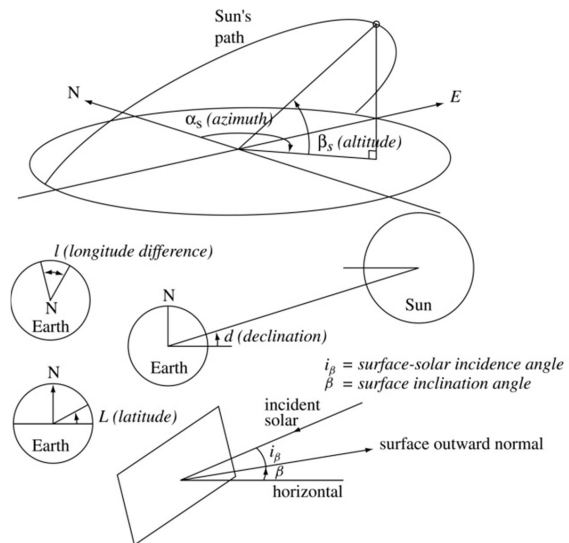 Sun's
path
N
E
αs (azimuth)
βs (altitude)
l (longitude difference)
N
Earth
Sun
N
d (declination)
Earth
iβ = surface-solar incidence angle
β = surface inclination angle
N
L (latitude)
Earth
incident
solar
surface outward normal
iβ
β
horizontal